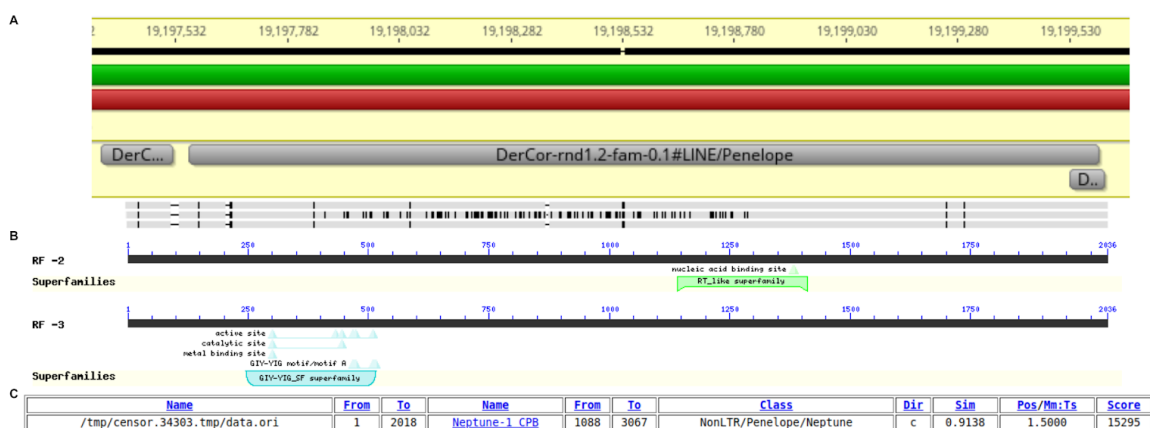 A
2 19,197,532 19,197,782 19,198,032 19,198,282 19,198,532 19,198,780 19,199,030 19,199,280 19,199,530
DerC... DerCor-rnd1.2-fam-0.1#LINE/Penelope
D..
B
1 250 500 750 1000 1250 1500 1750 2036
RF -2
nucleic acid binding site
Superfamilies RT_like superfamily
1 250 500 750 1000 1250 1500 1750 2036
RF -3
active site
catalytic site
metal binding site
GIY-YIG motif/motif A
Superfamilies GIY-YIG_SF superfamily
C
Name From To Name From To Class Dir Sim Pos/Mm:Ts Score
/tmp/censor.34303.tmp/data.ori 1 2018 Neptune-1_CPB 1088 3067 NonLTR/Penelope/Neptune c 0.9138 1.5000 15295